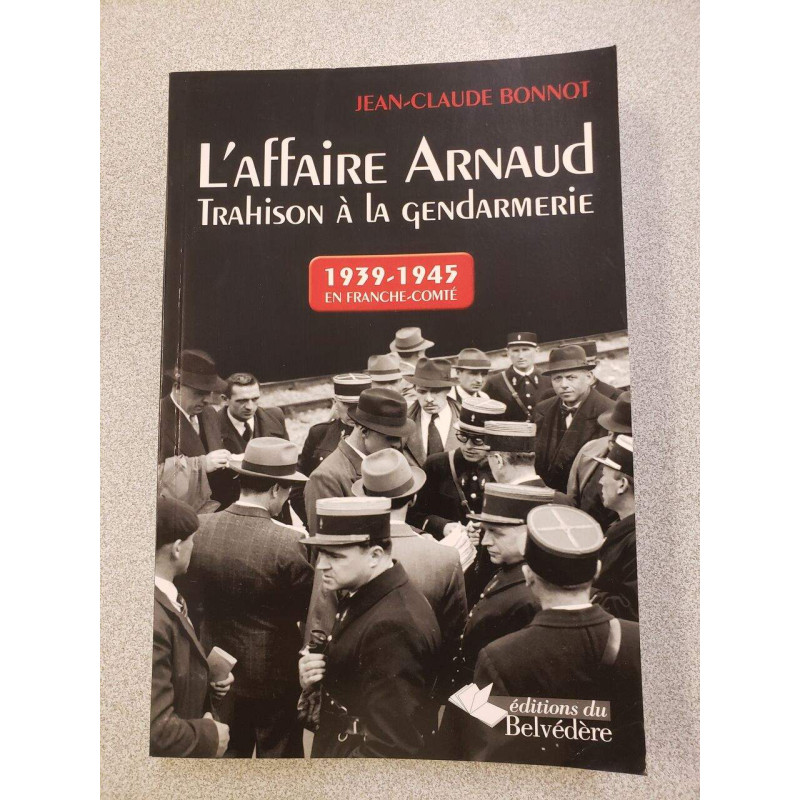 JEAN-CLAUDE BONNOT
L'AFFAIRE ARNAUD
TRAHISON À LA GENDARMERIE
1939-1945
EN FRANCHE-COMTÉ
éditions du
Belvédère